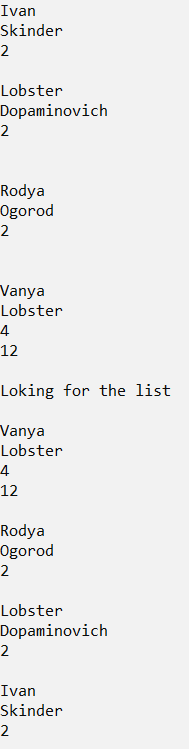 Ivan
Skinder
2
Lobster
Dopaminovich
2
Rodya
Ogorod
2
Vanya
Lobster
4
12
Loking for the list
Vanya
Lobster
4
12
Rodya
Ogorod
2
Lobster
Dopaminovich
2
Ivan
Skinder
2